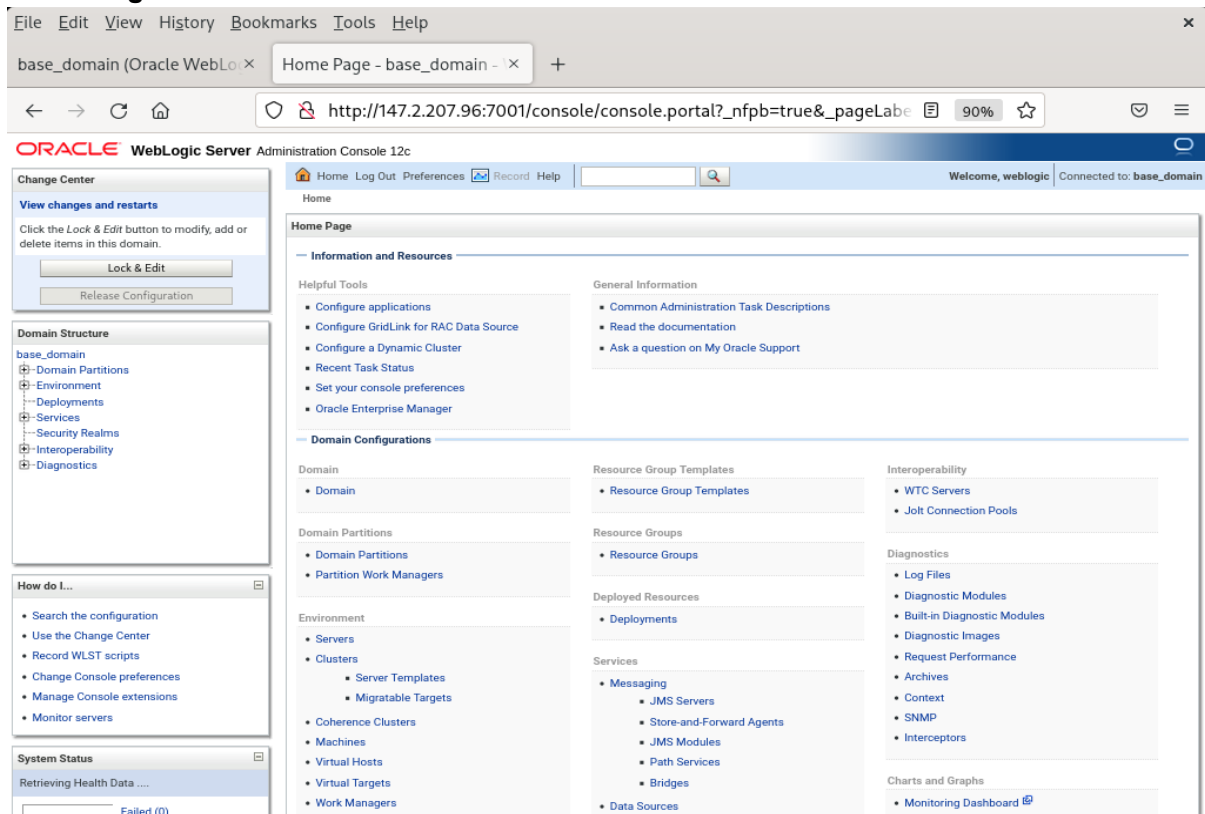 File Edit View History Bookmarks Tools Help
base_domain (Oracle WebLo
Home Page - base_domain -
http://147.2.207.96:7001/console/console.portal?_nfpb=true&_pageLabe
90%
ORACLE WebLogic Server Administration Console 12c
Change Center
View changes and restarts
Click the Lock & Edit button to modify, add or
delete items in this domain.
Lock & Edit
Release Configuration
Domain Structure
base_domain
Domain Partitions
Environment
Deployments
Services
Security Realms
Interoperability
Diagnostics
How do I...
Search the configuration
Use the Change Center
Record WLST scripts
Change Console preferences
Manage Console extensions
Monitor servers
System Status
Retrieving Health Data ....
Failed (0)
Home Log Out Preferences Record Help
Welcome, weblogic Connected to: base_domain
Home
Home Page
Information and Resources
Helpful Tools
Configure applications
Configure GridLink for RAC Data Source
Configure a Dynamic Cluster
Recent Task Status
Set your console preferences
Oracle Enterprise Manager
General Information
Common Administration Task Descriptions
Read the documentation
Ask a question on My Oracle Support
Domain Configurations
Domain
Domain
Domain Partitions
Domain Partitions
Partition Work Managers
Environment
Servers
Clusters
Server Templates
Migratable Targets
Coherence Clusters
Machines
Virtual Hosts
Virtual Targets
Work Managers
Resource Group Templates
Resource Group Templates
Resource Groups
Resource Groups
Deployed Resources
Deployments
Services
Messaging
JMS Servers
Store-and-Forward Agents
JMS Modules
Path Services
Bridges
Data Sources
Interoperability
WTC Servers
Jolt Connection Pools
Diagnostics
Log Files
Diagnostic Modules
Built-in Diagnostic Modules
Diagnostic Images
Request Performance
Archives
Context
SNMP
Interceptors
Charts and Graphs
Monitoring Dashboard